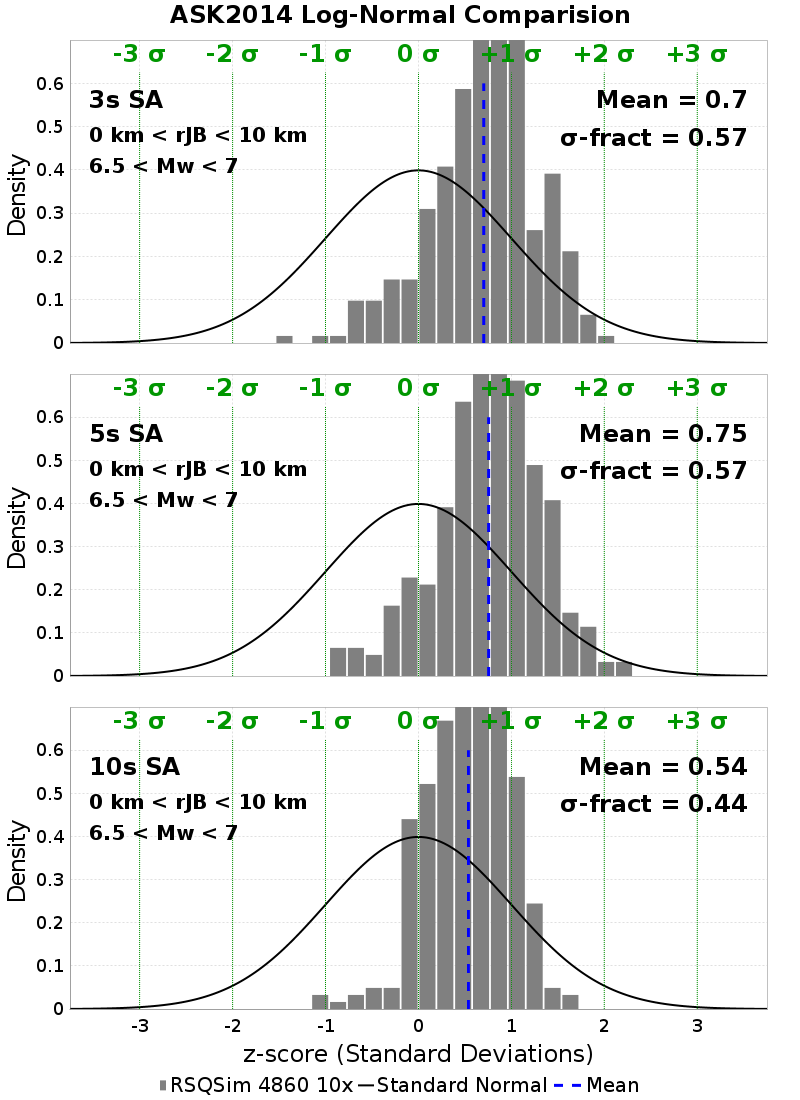 ASK2014 Log-Normal Comparision
-3 σ -2 σ -1 σ 0 σ +1 σ +2 σ +3 σ
0.6
3s SA
Mean = 0.7
0.5
0 km < rJB < 10 km
σ-fract = 0.57
6.5 < Mw < 7
0.4
Density
0.3
0.2
0.1
0
-3 σ -2 σ -1 σ 0 σ +1 σ +2 σ +3 σ
0.6
5s SA
Mean = 0.75
0.5
0 km < rJB < 10 km
σ-fract = 0.57
6.5 < Mw < 7
0.4
Density
0.3
0.2
0.1
0
-3 σ -2 σ -1 σ 0 σ +1 σ +2 σ +3 σ
0.6
10s SA
Mean = 0.54
0.5
0 km < rJB < 10 km
σ-fract = 0.44
6.5 < Mw < 7
0.4
Density
0.3
0.2
0.1
0
-3 -2 -1 0 1 2 3
z-score (Standard Deviations)
RSQSim 4860 10x Standard Normal Mean